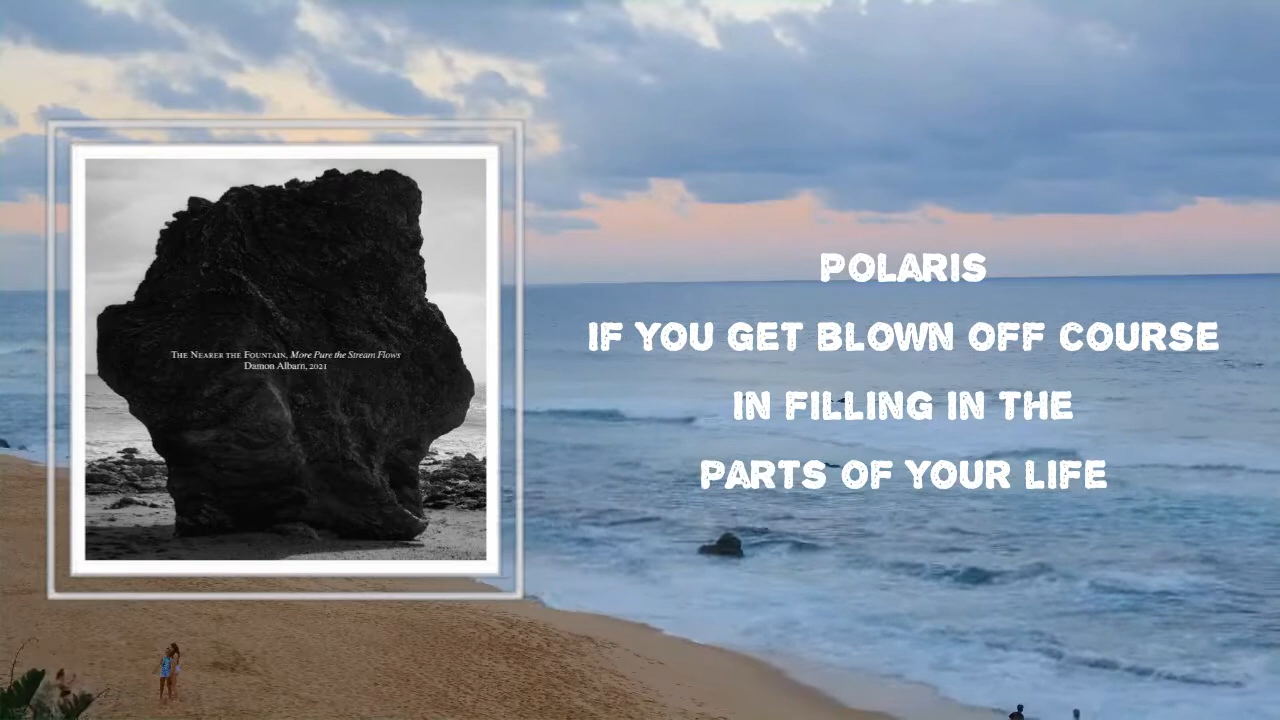 The Nearer the Fountain, More Pure the Stream Flows
Damon Albarn, 2021
POLARIS
IF YOU GET BLOWN OFF COURSE
IN FILLING IN THE
PARTS OF YOUR LIFE